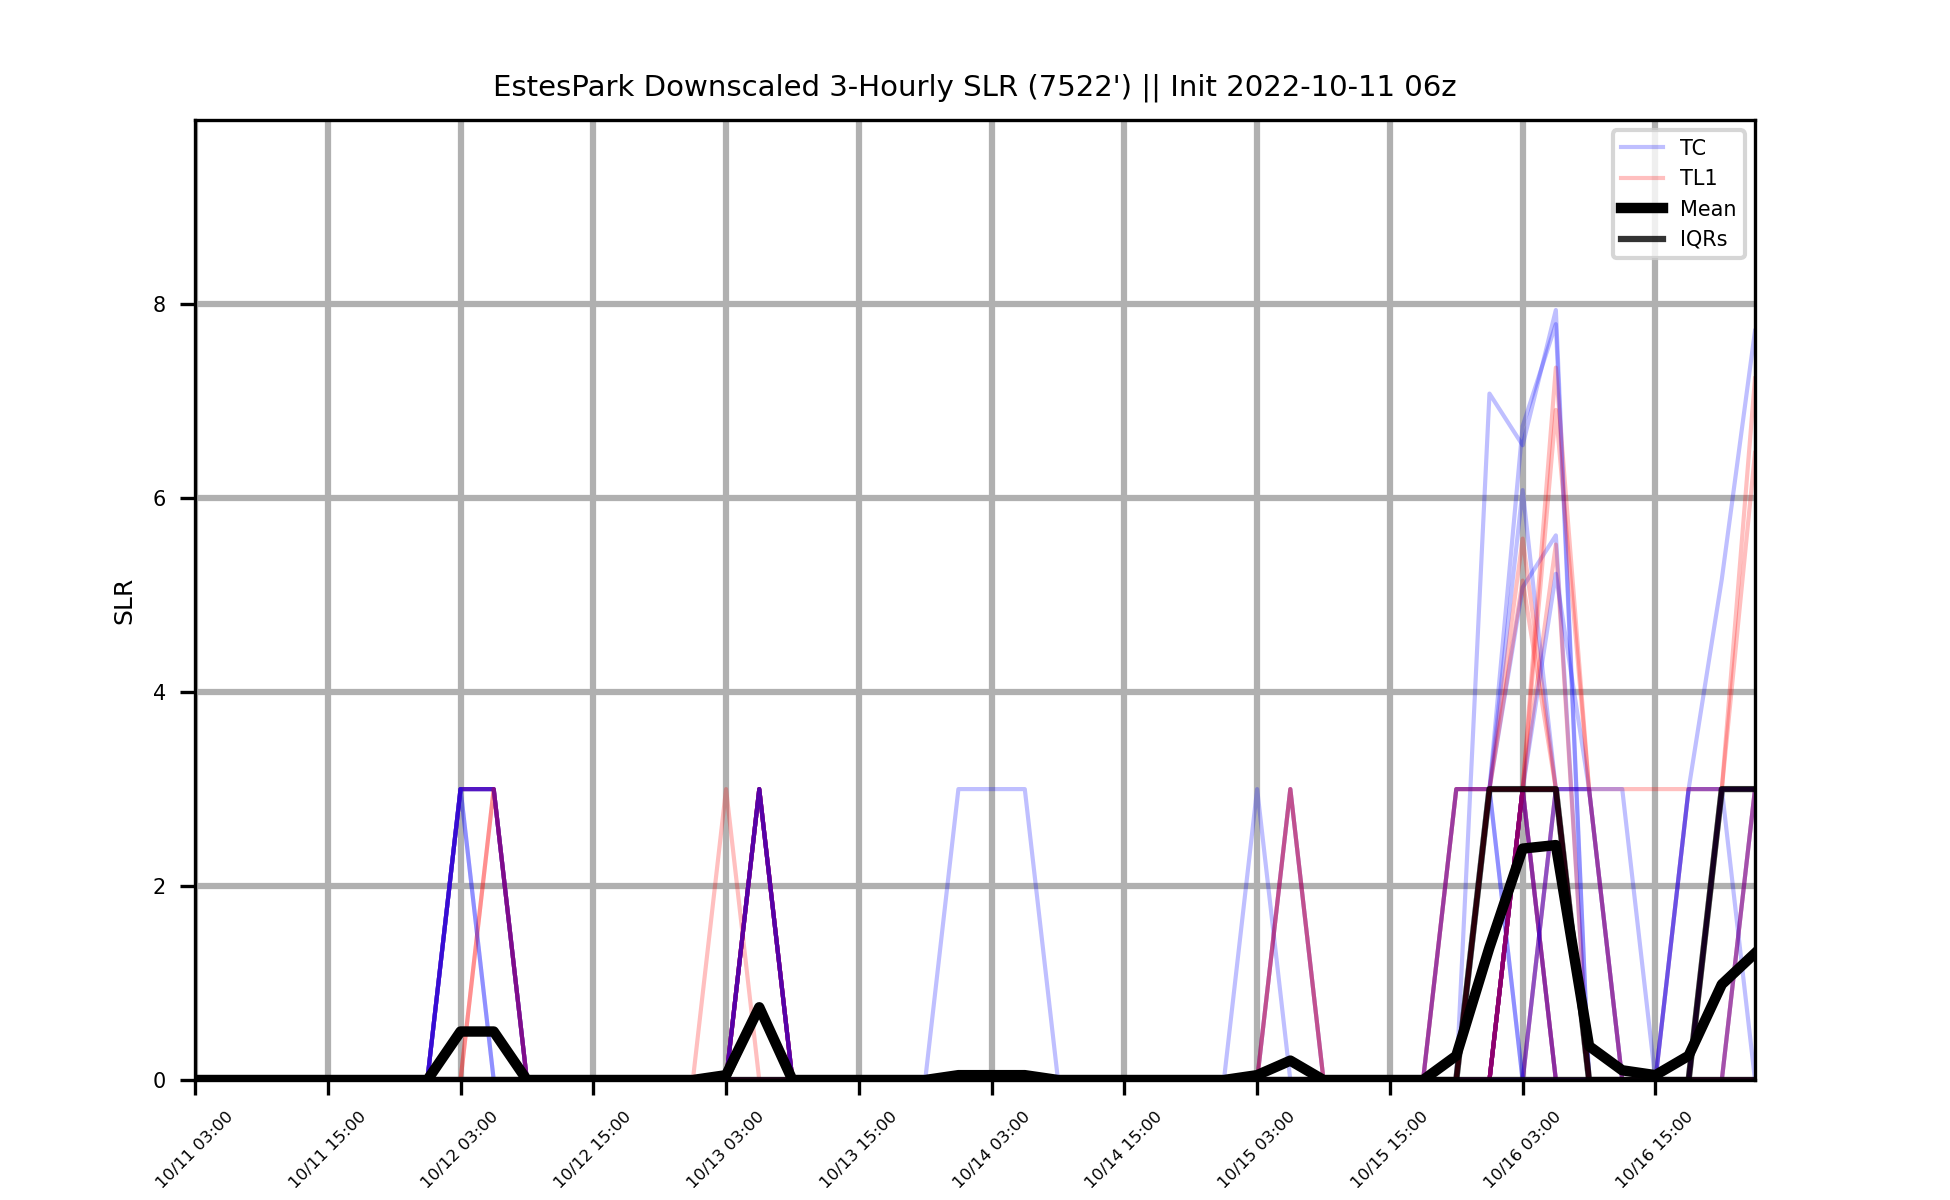 EstesPark Downscaled 3-Hourly SLR (7522') || Init 2022-10-11 06z
TC
TL1
Mean
IQRs
SLR
8
6
4
2
0
10/11 03:00
10/11 15:00
10/12 03:00
10/12 15:00
10/13 03:00
10/13 15:00
10/14 03:00
10/14 15:00
10/15 03:00
10/15 15:00
10/16 03:00
10/16 15:00